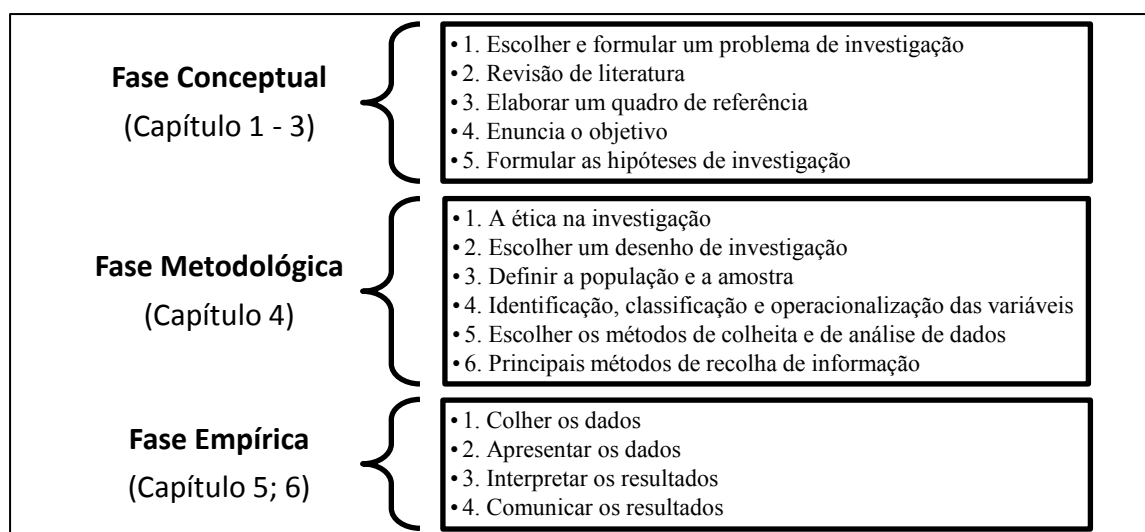 Fase Conceptual
(Capítulo 1 - 3)
• 1. Escolher e formular um problema de investigação
• 2. Revisão de literatura
• 3. Elaborar um quadro de referência
• 4. Enuncia o objetivo
• 5. Formular as hipóteses de investigação
Fase Metodológica
(Capítulo 4)
• 1. A ética na investigação
• 2. Escolher um desenho de investigação
• 3. Definir a população e a amostra
• 4. Identificação, classificação e operacionalização das variáveis
• 5. Escolher os métodos de colheita e de análise de dados
• 6. Principais métodos de recolha de informação
Fase Empírica
(Capítulo 5; 6)
• 1. Colher os dados
• 2. Apresentar os dados
• 3. Interpretar os resultados
• 4. Comunicar os resultados